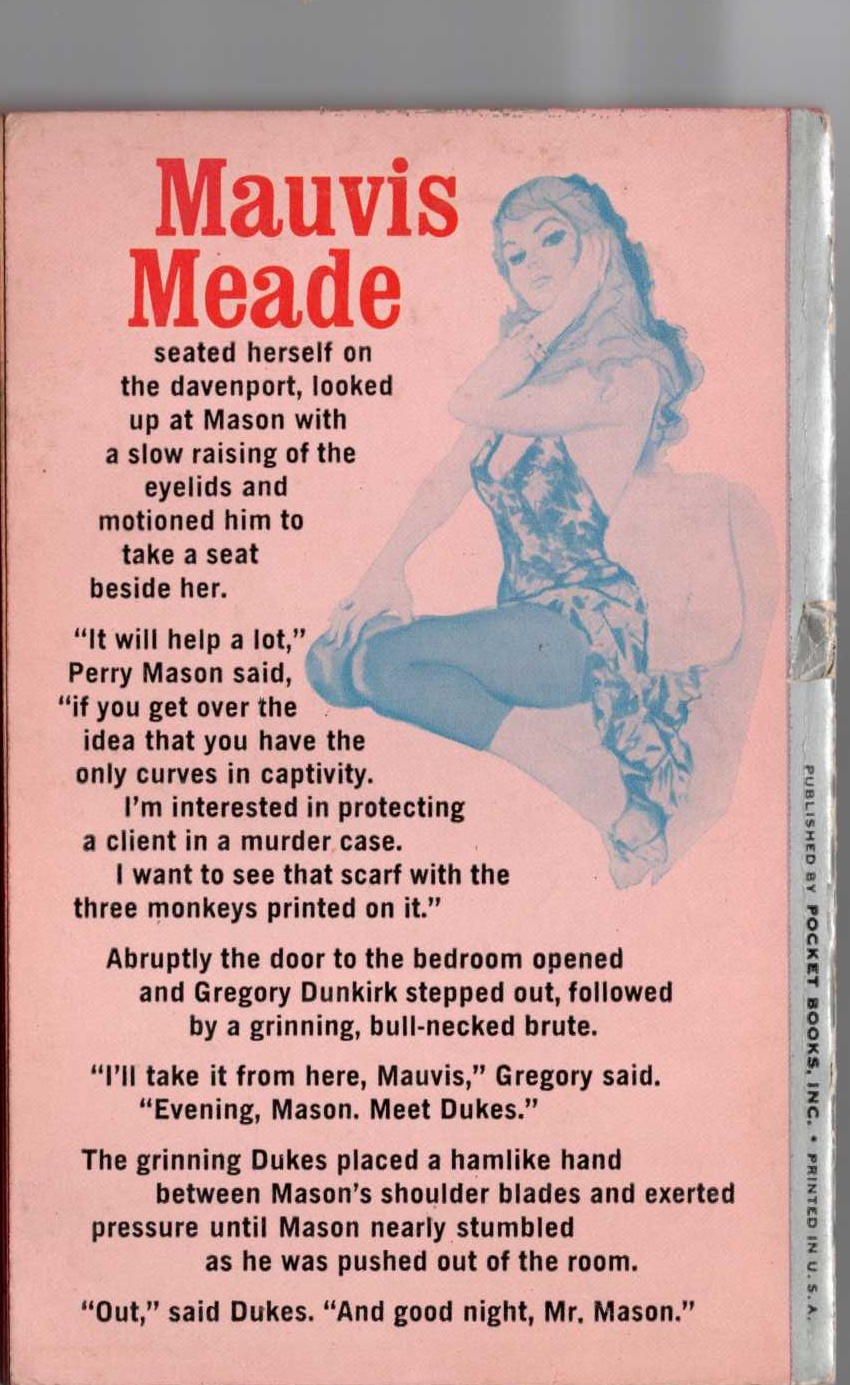 Mauvis
Meade
seated herself on
the davenport, looked
up at Mason with
a slow raising of the
eyelids and
motioned him to
take a seat
beside her.
“It will help a lot,”
Perry Mason said,
“if you get over the
idea that you have the
only curves in captivity.
I’m interested in protecting
a client in a murder case.
I want to see that scarf with the
three monkeys printed on it.”
Abruptly the door to the bedroom opened
and Gregory Dunkirk stepped out, followed
by a grinning, bull-necked brute.
“I’ll take it from here, Mauvis,” Gregory said.
“Evening, Mason. Meet Dukes.”
The grinning Dukes placed a hamlike hand
between Mason’s shoulder blades and exerted
pressure until Mason nearly stumbled
as he was pushed out of the room.
“Out,” said Dukes. “And good night, Mr. Mason.”
PUBLISHED BY POCKET BOOKS, INC. • PRINTED IN U.S.A.